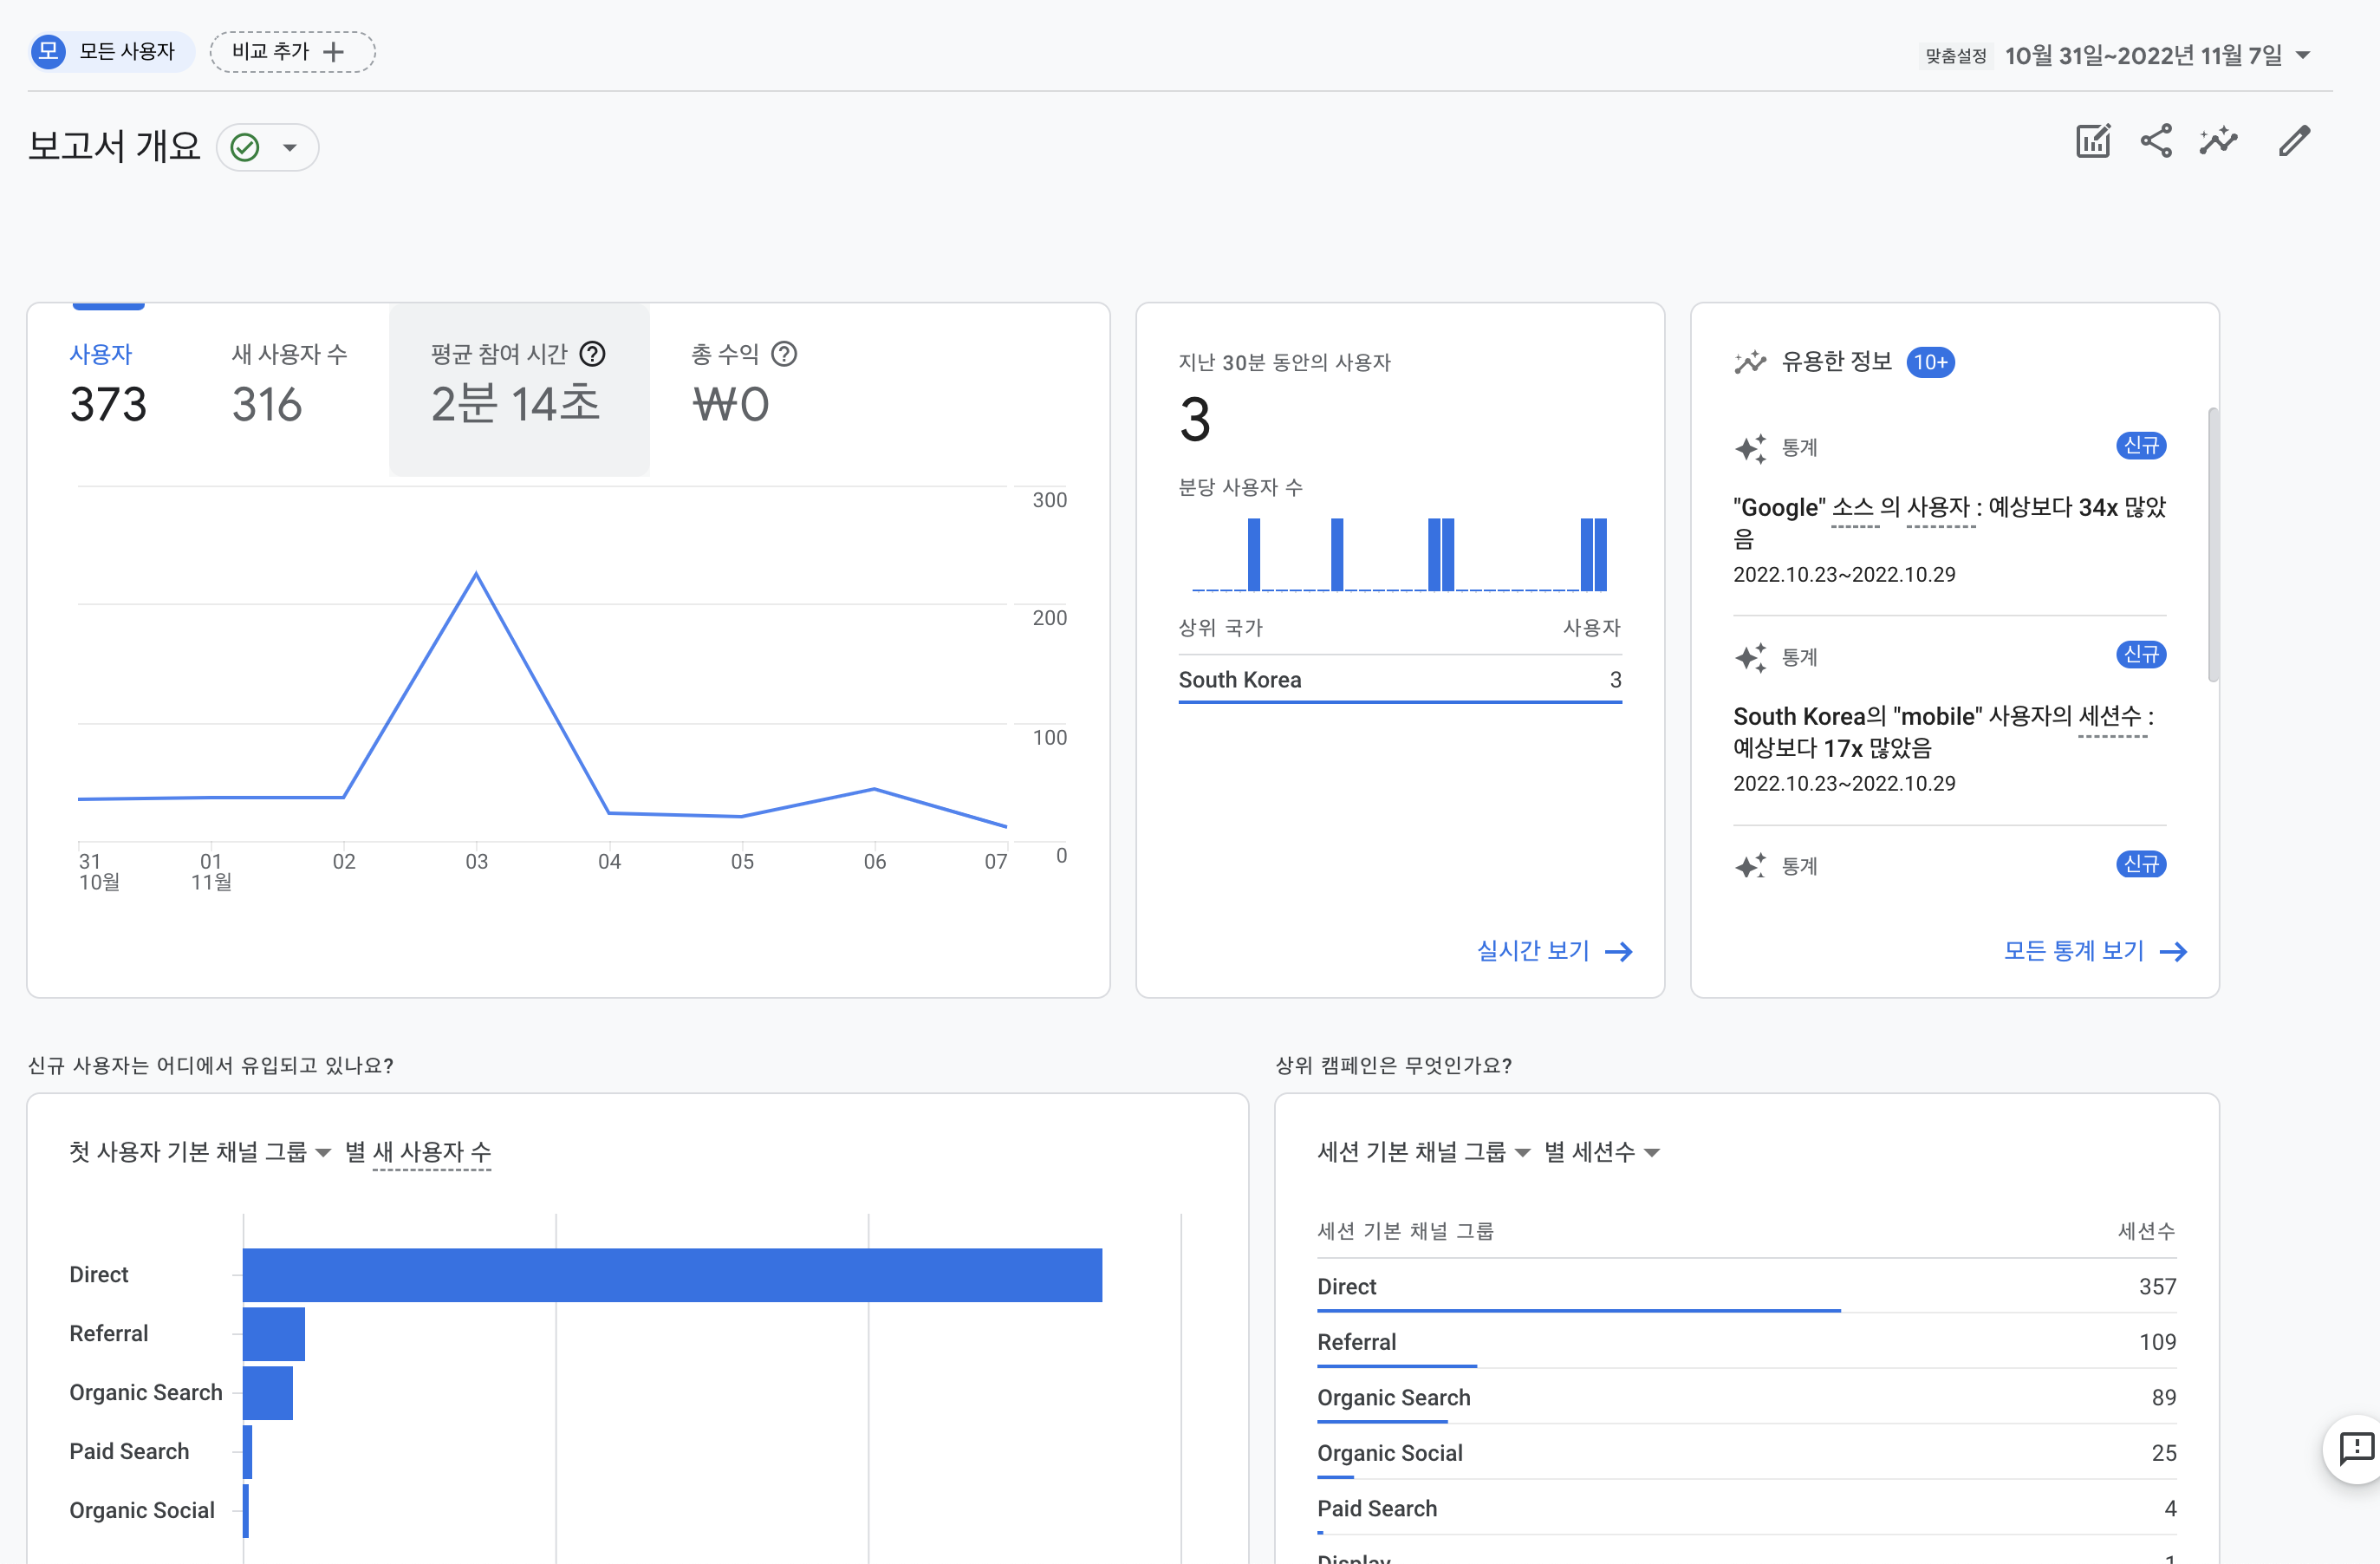 모 모든 사용자 비교 추가
맞춤설정 10월 31일~2022년 11월 7일
보고서 개요
사용자 새 사용자 수 평균 참여 시간 총 수익
373 316 2분 14초 ₩0
300
200
100
0
31 01 02 03 04 05 06 07
10월 11월
지난 30분 동안의 사용자
3
분당 사용자 수
상위 국가 사용자
South Korea 3
실시간 보기
유용한 정보 10+
통계 신규
"Google" 소스 의 사용자 : 예상보다 34x 많았
음
2022.10.23~2022.10.29
통계 신규
South Korea의 "mobile" 사용자의 세션수 :
예상보다 17x 많았음
2022.10.23~2022.10.29
통계 신규
모든 통계 보기
신규 사용자는 어디에서 유입되고 있나요?
첫 사용자 기본 채널 그룹 별 새 사용자 수
Direct
Referral
Organic Search
Paid Search
Organic Social
상위 캠페인은 무엇인가요?
세션 기본 채널 그룹 별 세션수
세션 기본 채널 그룹 세션수
Direct 357
Referral 109
Organic Search 89
Organic Social 25
Paid Search 4
Display 1